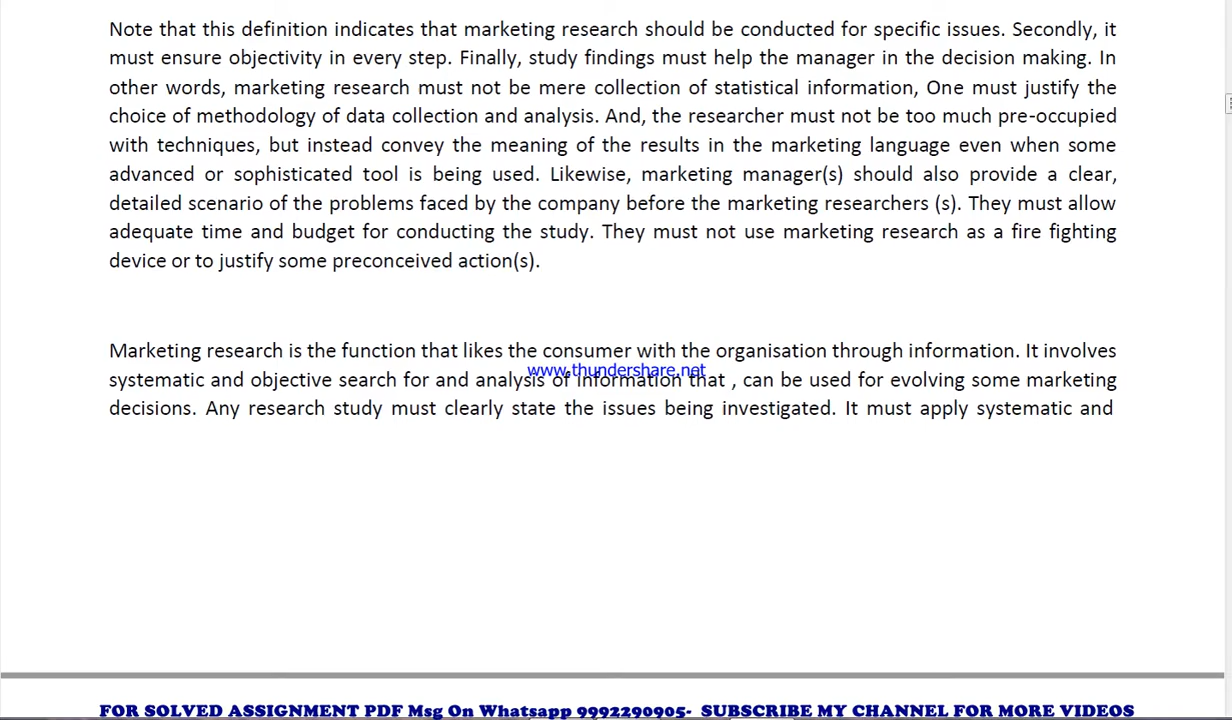 Note that this definition indicates that marketing research should be conducted for specific issues. Secondly, it
must ensure objectivity in every step. Finally, study findings must help the manager in the decision making. In
other words, marketing research must not be mere collection of statistical information, One must justify the
choice of methodology of data collection and analysis. And, the researcher must not be too much pre-occupied
with techniques, but instead convey the meaning of the results in the marketing language even when some
advanced or sophisticated tool is being used. Likewise, marketing manager(s) should also provide a clear,
detailed scenario of the problems faced by the company before the marketing researchers (s). They must allow
adequate time and budget for conducting the study. They must not use marketing research as a fire fighting
device or to justify some preconceived action(s).
Marketing research is the function that likes the consumer with the organisation through information. It involves
www.thundershare.net
systematic and objective search for and analysis of information that , can be used for evolving some marketing
decisions. Any research study must clearly state the issues being investigated. It must apply systematic and
FOR SOLVED ASSIGNMENT PDF Msg On Whatsapp 9992290905- SUBSCRIBE MY CHANNEL FOR MORE VIDEOS